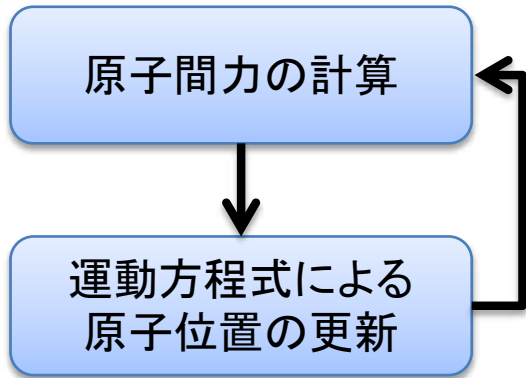 原子間力の計算
運動方程式による
原子位置の更新